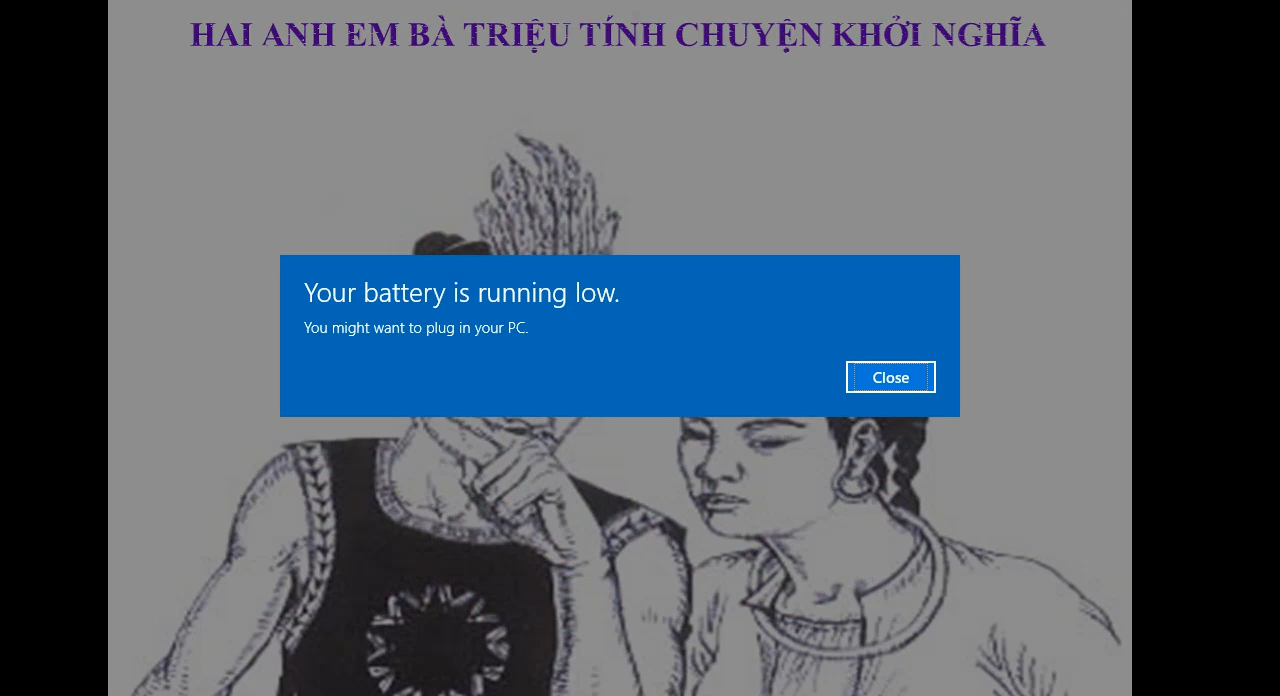 HAI ANH EM BÀ TRIỆU TÍNH CHUYỆN KHỞI NGHĨA
Your battery is running low.
You might want to plug in your PC.
Close